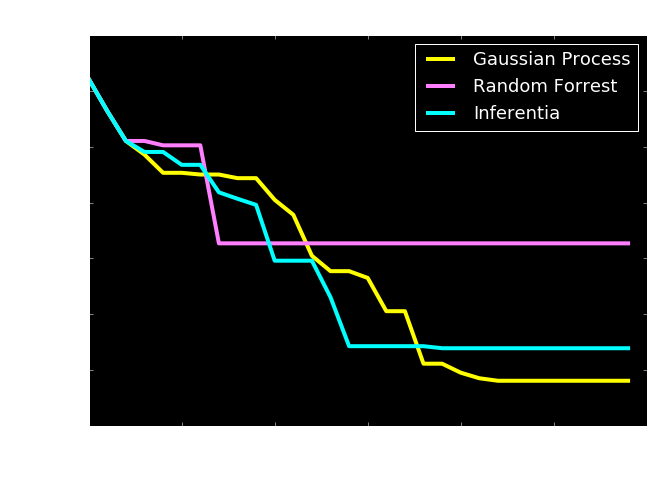 Gaussian Process
Random Forrest
Inferentia